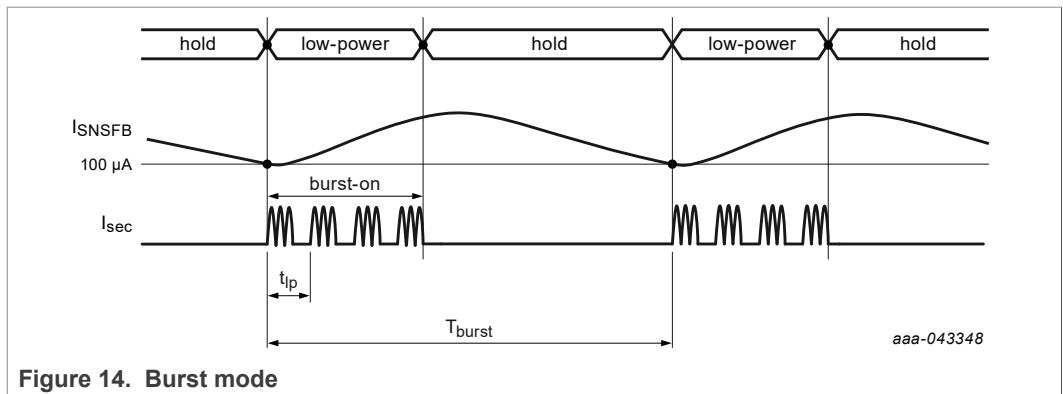 hold low-power hold low-power hold
ISNSFB
100 µA
burst-on
Isec
tlp
Tburst
aaa-043348
Figure 14. Burst mode